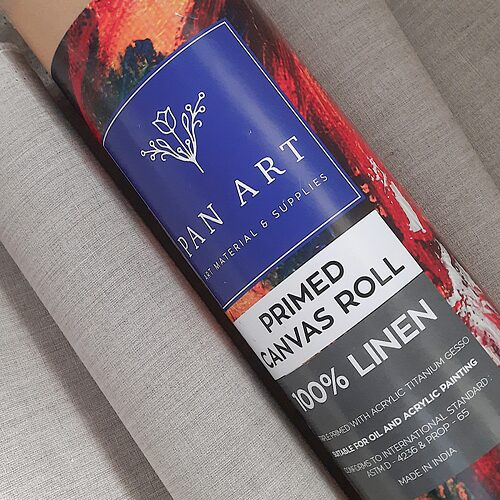 PAN ART
ART MATERIAL & SUPPLIES
PRIMED
CANVAS ROLL
100% LINEN
TRIPLE PRIMED WITH ACRYLIC TITANIUM GESSO
SUITABLE FOR OIL AND ACRYLIC PAINTING
CONFORMS TO INTERNATIONAL STANDARD
ASTM D - 4236 & PROP - 65
MADE IN INDIA